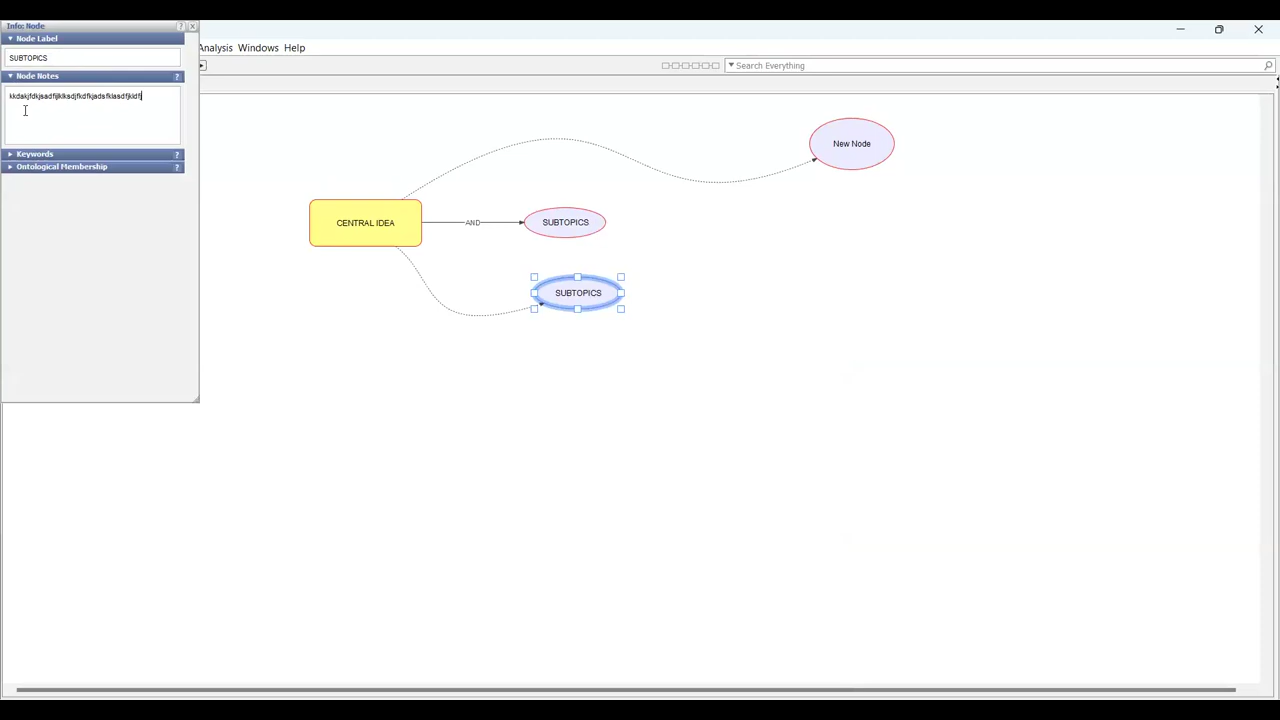 Info: Node
Node Label
SUBTOPICS
Node Notes
Keywords
Ontological Membership
Analysis Windows Help
Search Everything
New Node
CENTRAL IDEA
AND
SUBTOPICS
SUBTOPICS